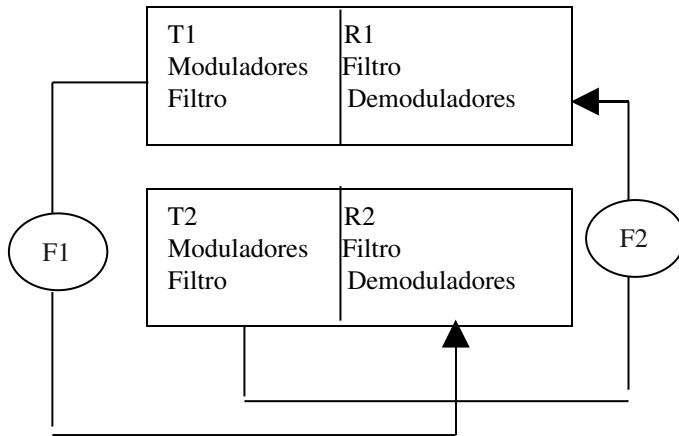 T1 R1
Moduladores Filtro
Filtro Demoduladores
T2 R2
Moduladores Filtro
Filtro Demoduladores
F1
F2